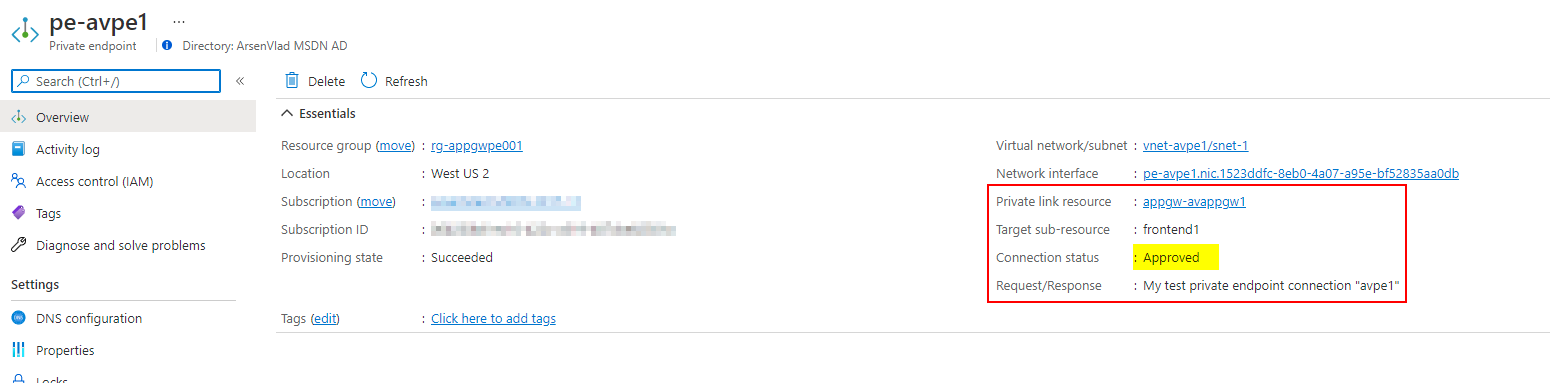 pe-avpe1 ...
Private endpoint Directory: ArsenVlad MSDN AD
Search (Ctrl+/) «
Overview
Activity log
Access control (IAM)
Tags
Diagnose and solve problems
Settings
DNS configuration
Properties
Locks
Delete Refresh
Essentials
Resource group (move) : rg-appgwpe001
Location : West US 2
Subscription (move) :
Subscription ID :
Provisioning state : Succeeded
Virtual network/subnet : vnet-avpe1/snet-1
Network interface : pe-avpe1.nic.1523ddfc-8eb0-4a07-a95e-bf52835aa0db
Private link resource : appgw-avappgw1
Target sub-resource : frontend1
Connection status : Approved
Request/Response : My test private endpoint connection "avpe1"
Tags (edit) : Click here to add tags